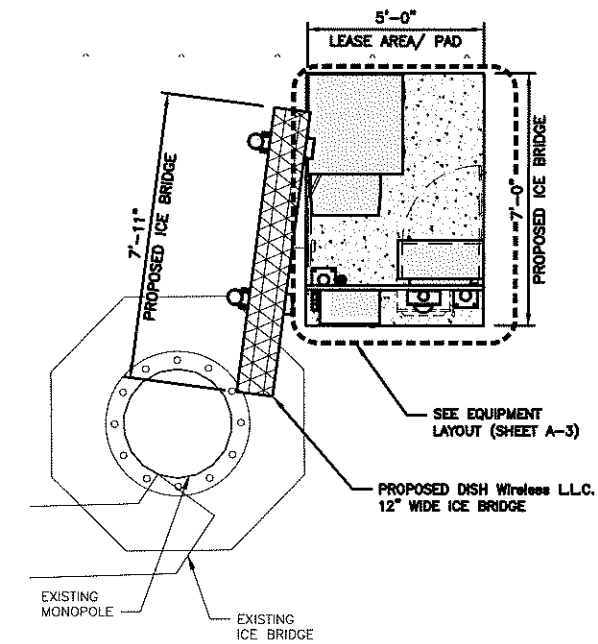 5'-0"
LEASE AREA/ PAD
7'-11"
PROPOSED ICE BRIDGE
7'-0"
PROPOSED ICE BRIDGE
SEE EQUIPMENT
LAYOUT (SHEET A-3)
PROPOSED DISH Wireless L.L.C.
12" WIDE ICE BRIDGE
EXISTING
MONOPOLE
EXISTING
ICE BRIDGE